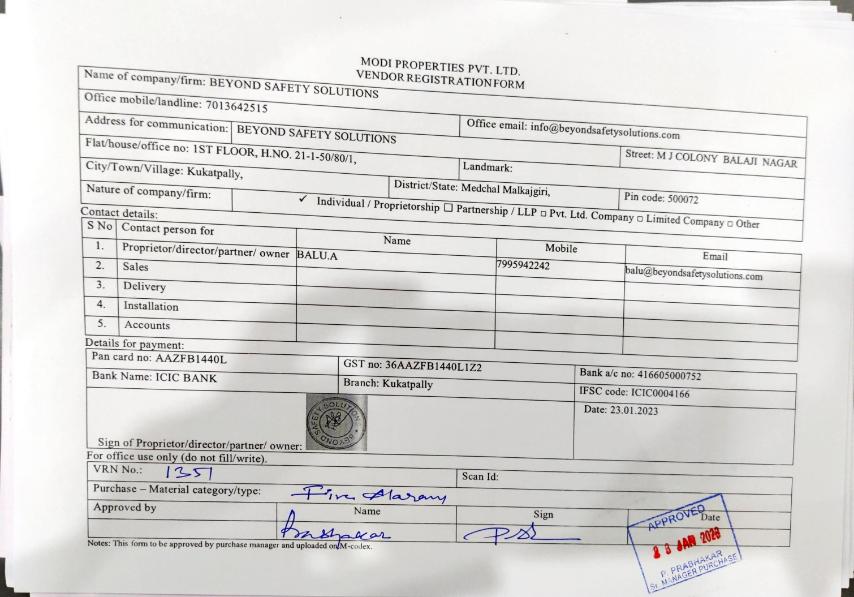 MODI PROPERTIES PVT. LTD.
VENDOR REGISTRATION FORM
Name of company/firm: BEYOND SAFETY SOLUTIONS
Office mobile/landline: 7013642515
Office email: info@beyondsafetysolutions.com
Address for communication: BEYOND SAFETY SOLUTIONS
Flat/house/office no: 1ST FLOOR, H.NO. 21-1-50/80/1,
Landmark:
Street: M J COLONY BALAJI NAGAR
City/Town/Village: Kukatpally,
District/State: Medchal Malkajgiri,
Pin code: 500072
Nature of company/firm:
✓ Individual / Proprietorship ☐ Partnership / LLP □ Pvt. Ltd. Company □ Limited Company □ Other
Contact details:
S No Contact person for Name Mobile Email
1. Proprietor/director/partner/ owner BALU.A 7995942242 balu@beyondsafetysolutions.com
2. Sales
3. Delivery
4. Installation
5. Accounts
Details for payment:
Pan card no: AAZFB1440L GST no: 36AAZFB1440L1Z2 Bank a/c no: 416605000752
Bank Name: ICIC BANK Branch: Kukatpally IFSC code: ICIC0004166
Date: 23.01.2023
BEYOND SAFETY SOLUTIONS
Sign of Proprietor/director/partner/ owner:
For office use only (do not fill/write).
VRN No.: 1351 Scan Id:
Purchase – Material category/type: Fire Alaram
Approved by Name Sign Date
Prabhakar
APPROVED
JAN 2023
P. PRABHAKAR
Sr. MANAGER PURCHASE
Notes: This form to be approved by purchase manager and uploaded on M-codex.